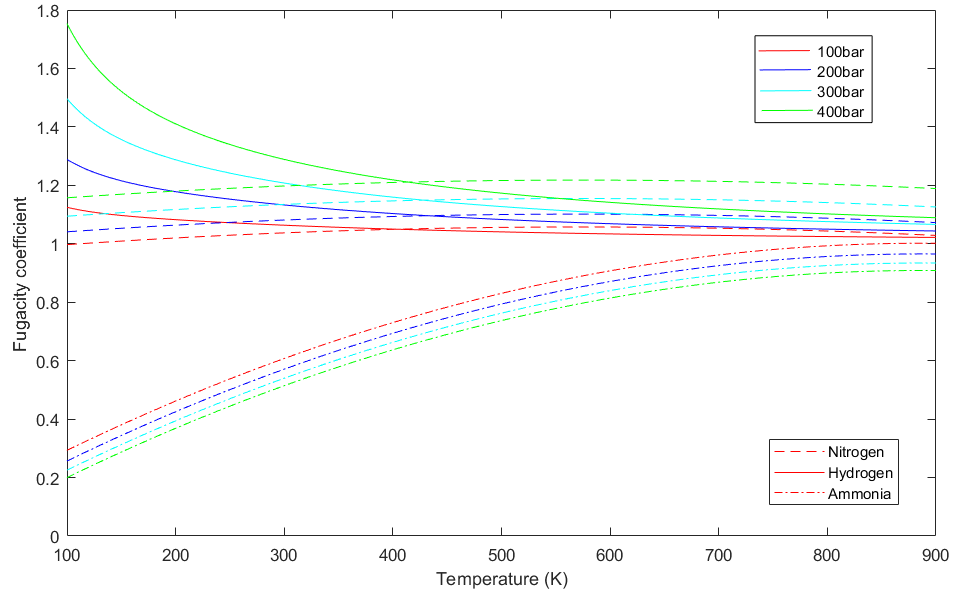 1.8
1.6
1.4
1.2
1
0.8
0.6
0.4
0.2
0
Fugacity coefficient
100bar
200bar
300bar
400bar
Nitrogen
Hydrogen
Ammonia
100 200 300 400 500 600 700 800 900
Temperature (K)